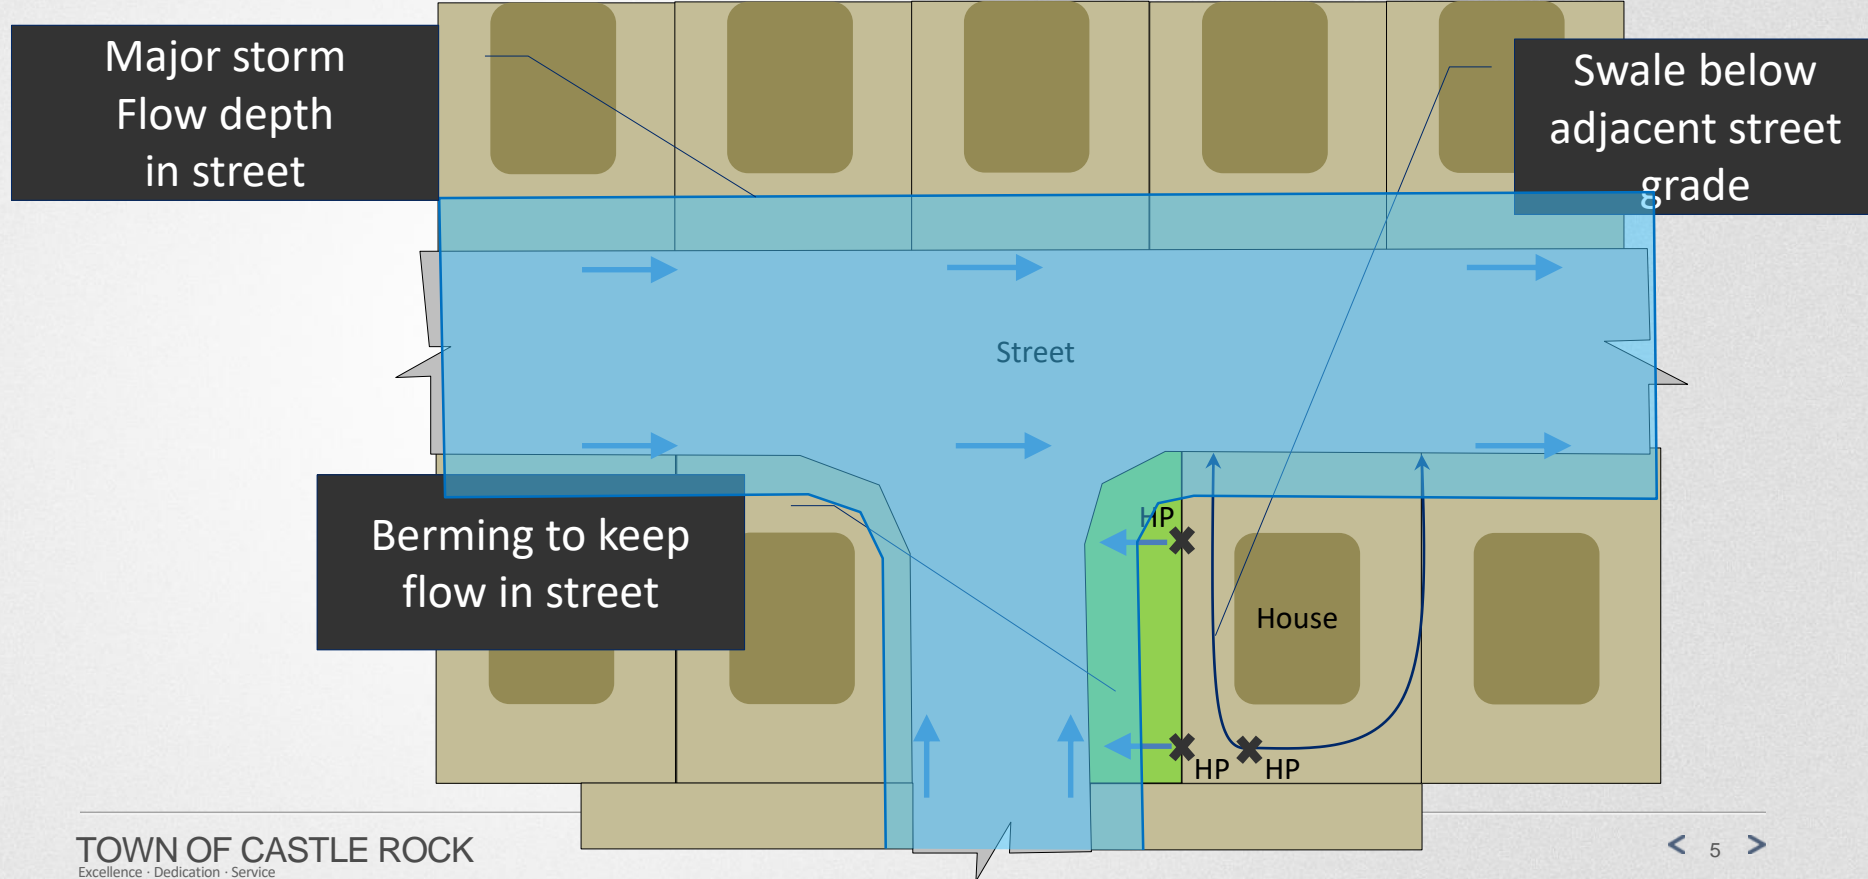 Major storm
Flow depth
in street
Swale below
adjacent street
grade
Street
Berming to keep
flow in street
HP
House
HP
HP
TOWN OF CASTLE ROCK
Excellence · Dedication · Service
< 5 >